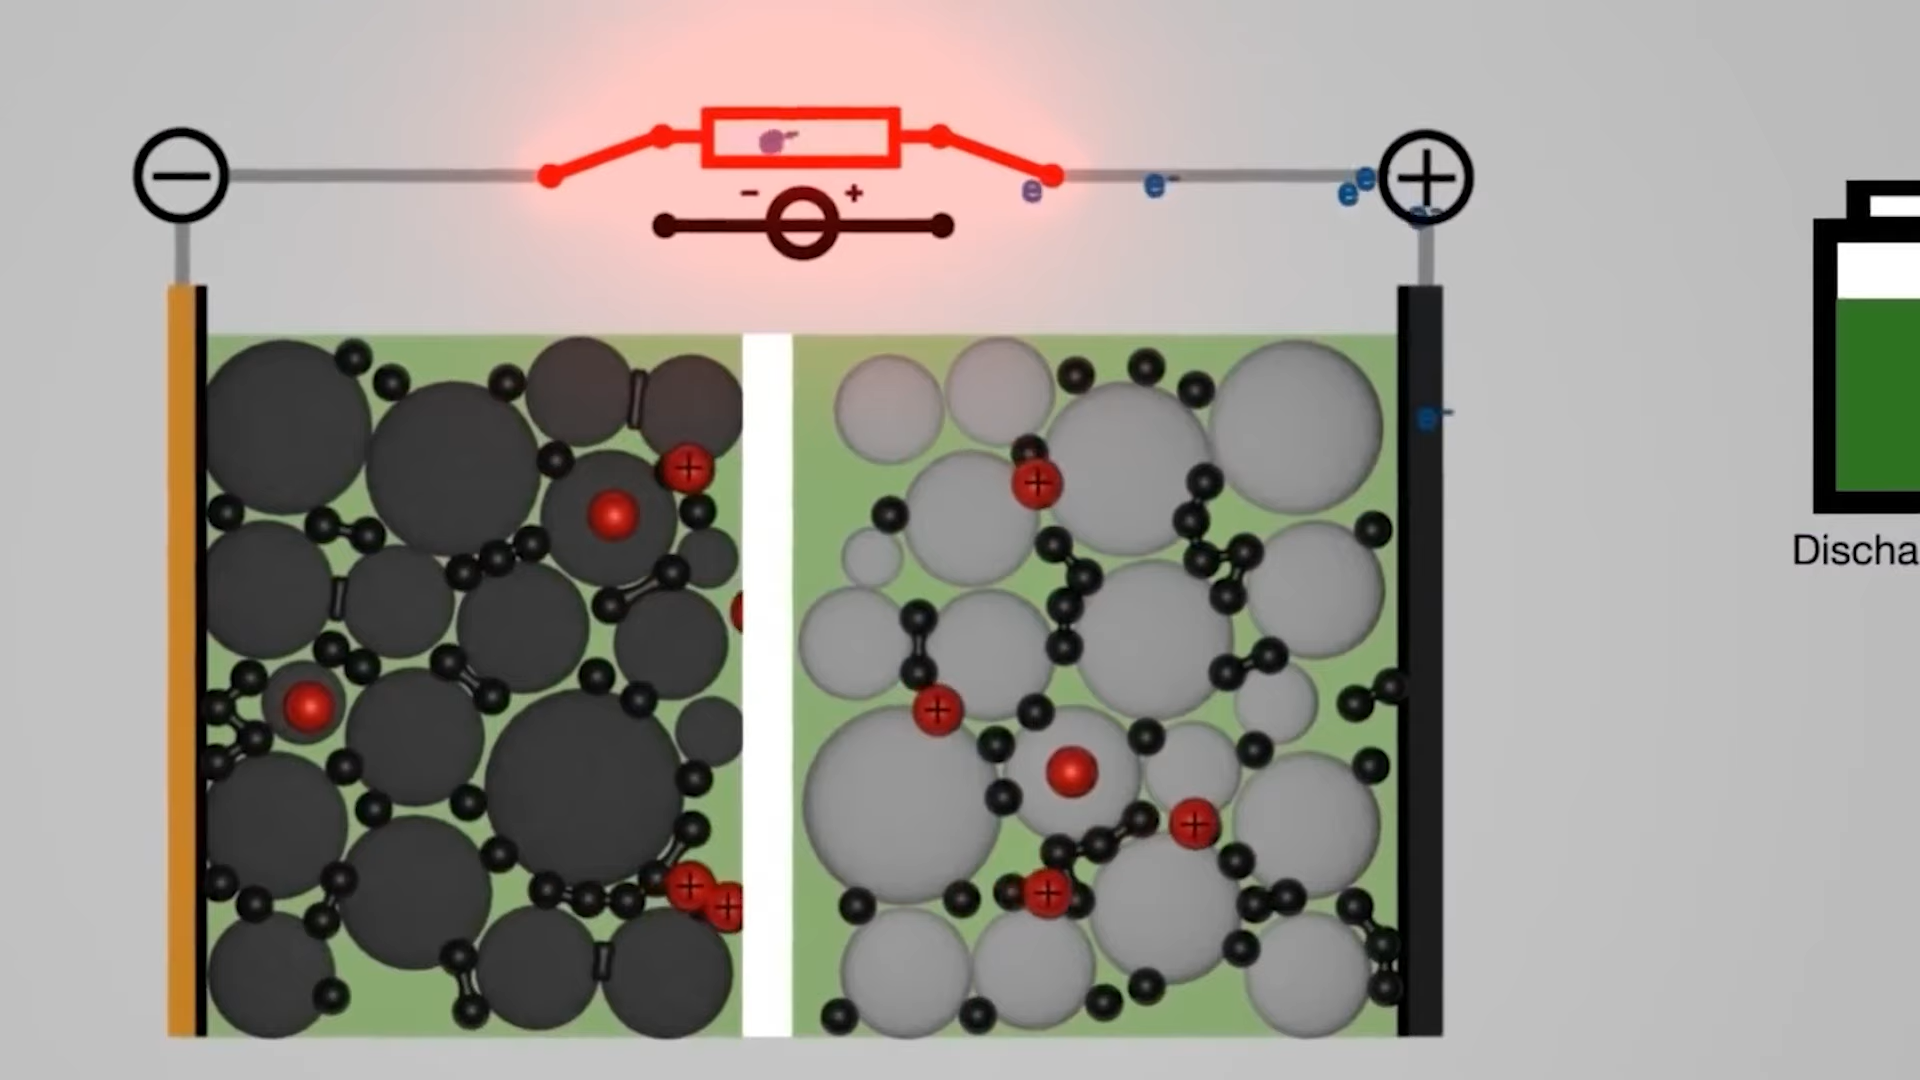 −
+
− +
e
e-
e
e
e-
+
+
+
+
+
+
+
Discha